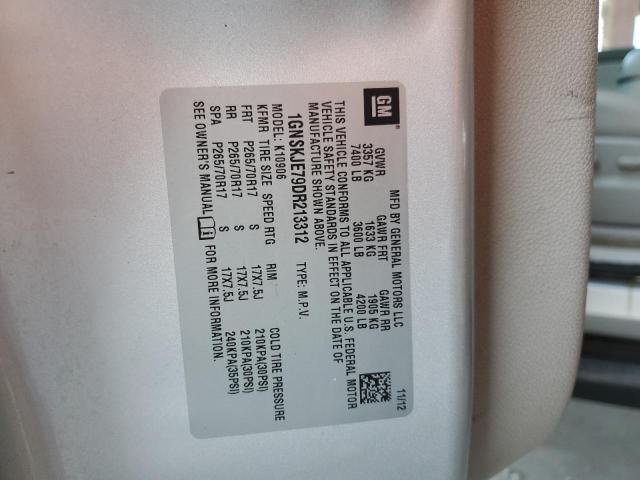 GM
MFD BY GENERAL MOTORS LLC 11/12
GVWR GAWR FRT GAWR RR
3357 KG 1633 KG 1905 KG
7400 LB 3600 LB 4200 LB
THIS VEHICLE CONFORMS TO ALL APPLICABLE U.S. FEDERAL MOTOR
VEHICLE SAFETY STANDARDS IN EFFECT ON THE DATE OF
MANUFACTURE SHOWN ABOVE.
1GNSKJE79DR213312 TYPE: M.P.V.
MODEL: K10906
KFMR TIRE SIZE SPEED RTG RIM COLD TIRE PRESSURE
FRT P265/70R17 S 17X7.5J 210KPA(30PSI)
RR P265/70R17 S 17X7.5J 210KPA(30PSI)
SPA P265/70R17 S 17X7.5J 240KPA(35PSI)
SEE OWNER'S MANUAL FOR MORE INFORMATION.